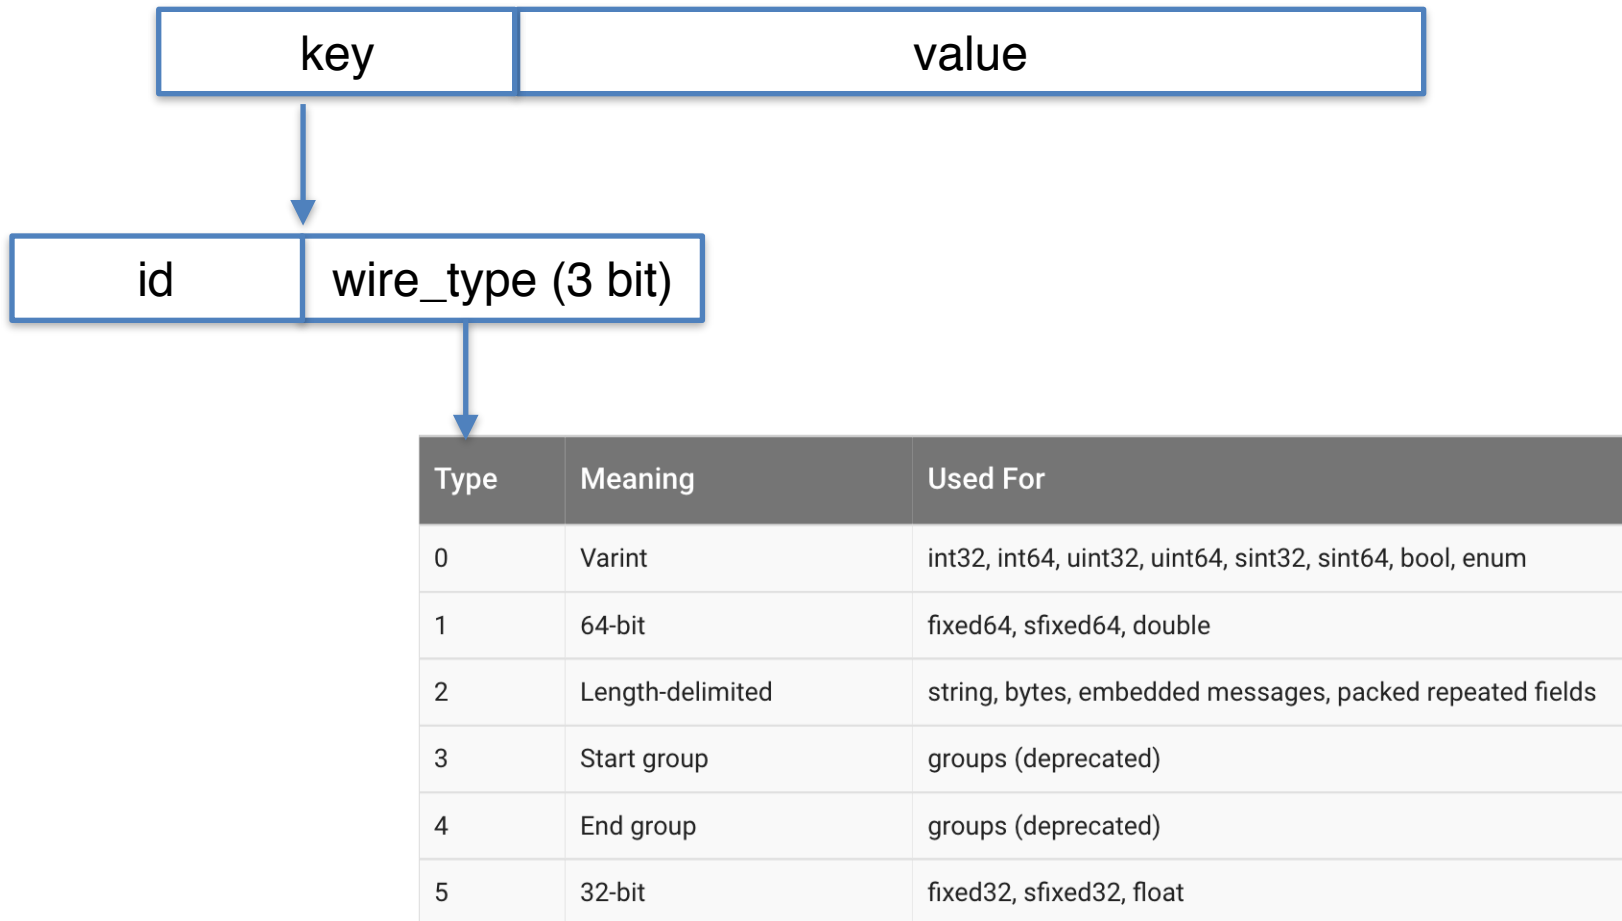 key value
id wire_type (3 bit)
Type Meaning Used For
0 Varint int32, int64, uint32, uint64, sint32, sint64, bool, enum
1 64-bit fixed64, sfixed64, double
2 Length-delimited string, bytes, embedded messages, packed repeated fields
3 Start group groups (deprecated)
4 End group groups (deprecated)
5 32-bit fixed32, sfixed32, float